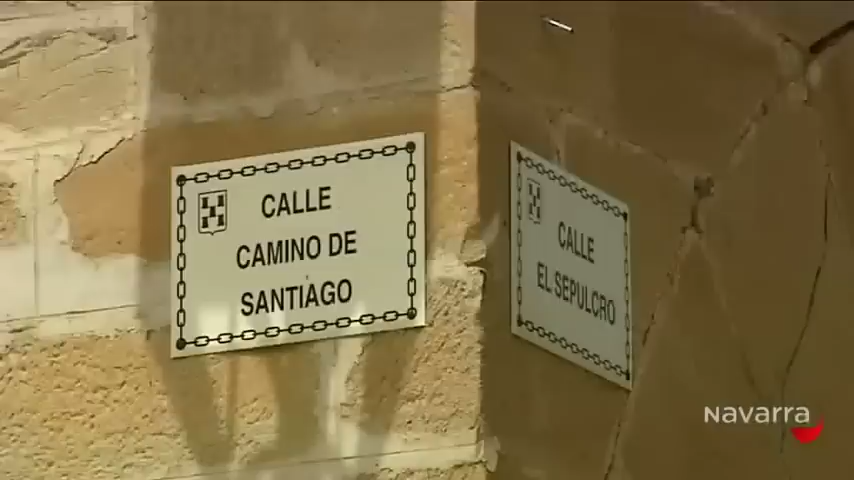 CALLE
CAMINO DE
SANTIAGO
CALLE
EL SEPULCRO
NAVARRA